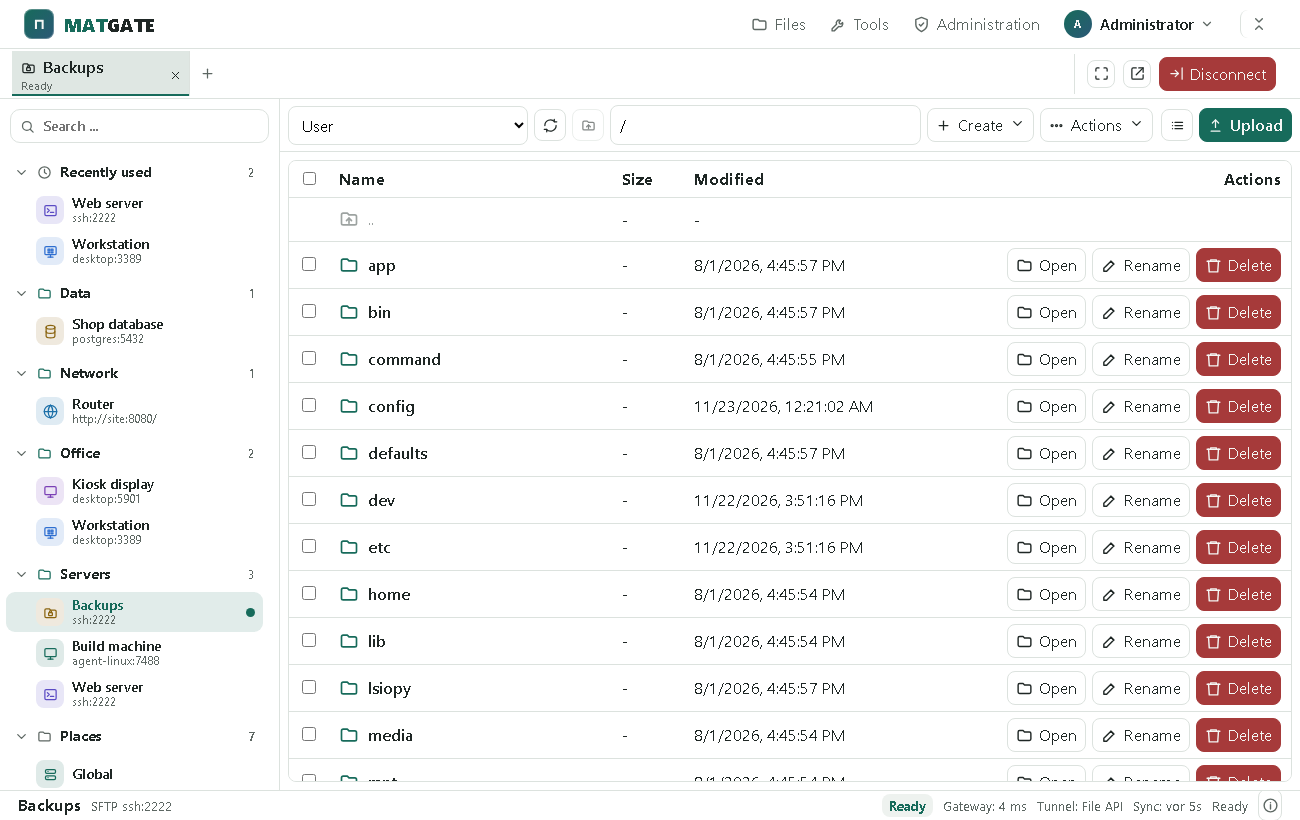 MATGATE
Files
Tools
Administration
A
Administrator
Backups
Ready
Disconnect
Search ...
User
/
Create
Actions
Upload
Recently used 2
Web server
ssh:2222
Workstation
desktop:3389
Data 1
Shop database
postgres:5432
Network 1
Router
http://site:8080/
Office 2
Kiosk display
desktop:5901
Workstation
desktop:3389
Servers 3
Backups
ssh:2222
Build machine
agent-linux:7488
Web server
ssh:2222
Places 7
Global
Name Size Modified Actions
.. - -
app - 8/1/2026, 4:45:57 PM Open Rename Delete
bin - 8/1/2026, 4:45:57 PM Open Rename Delete
command - 8/1/2026, 4:45:55 PM Open Rename Delete
config - 11/23/2026, 12:21:02 AM Open Rename Delete
defaults - 8/1/2026, 4:45:57 PM Open Rename Delete
dev - 11/22/2026, 3:51:16 PM Open Rename Delete
etc - 11/22/2026, 3:51:16 PM Open Rename Delete
home - 8/1/2026, 4:45:54 PM Open Rename Delete
lib - 8/1/2026, 4:45:54 PM Open Rename Delete
lsiopy - 8/1/2026, 4:45:57 PM Open Rename Delete
media - 8/1/2026, 4:45:54 PM Open Rename Delete
Backups SFTP ssh:2222
Ready Gateway: 4 ms Tunnel: File API Sync: vor 5s Ready